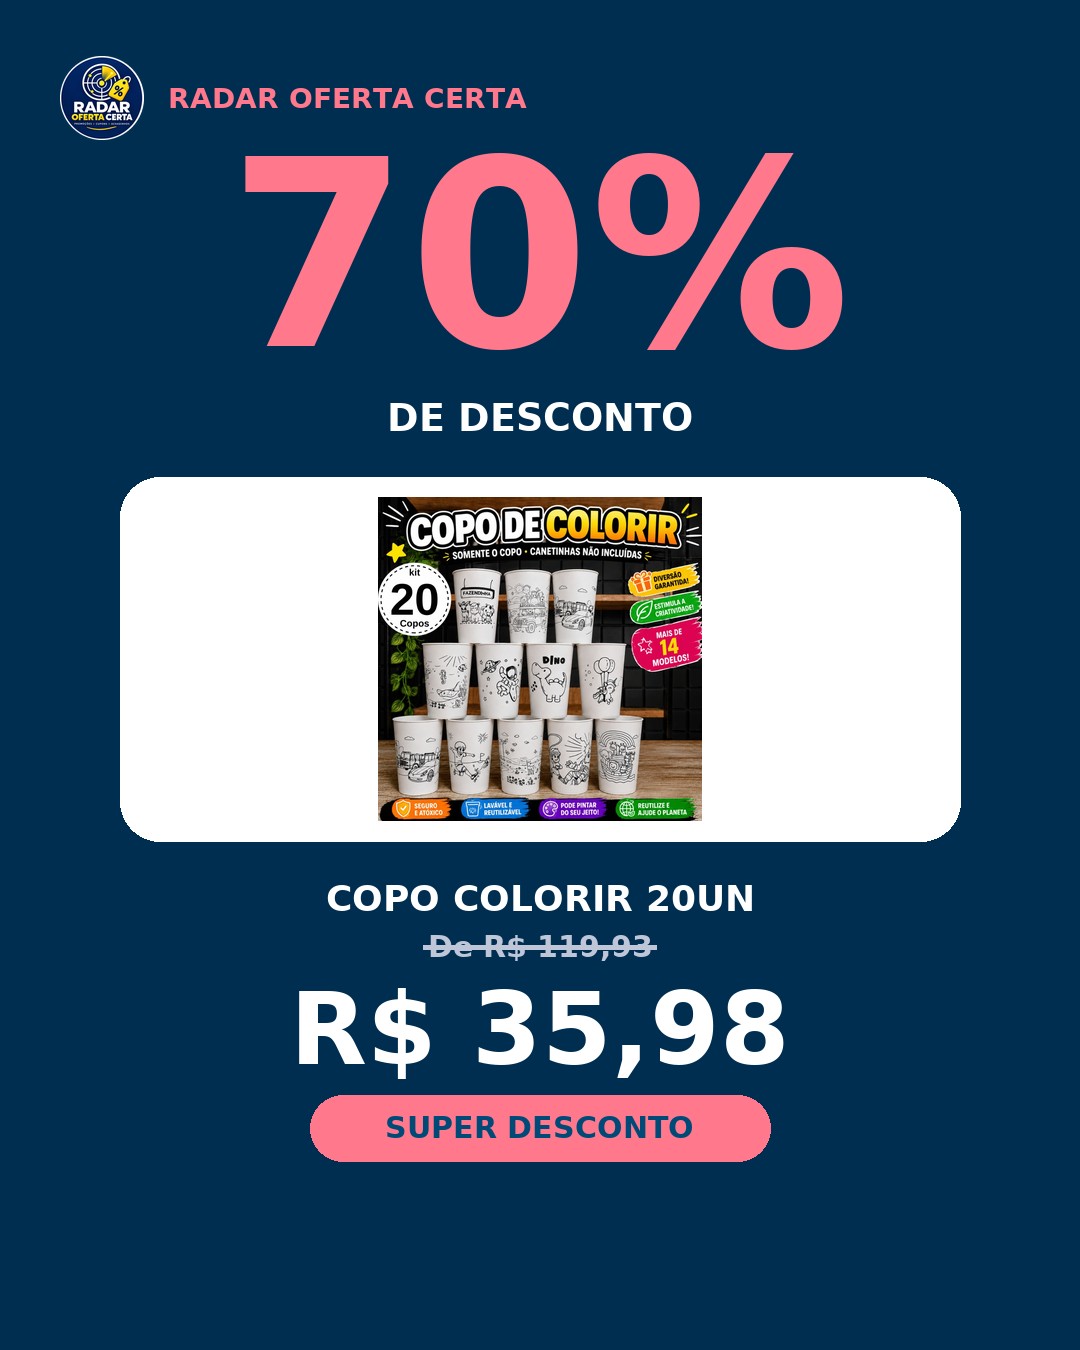 RADAR
OFERTA CERTA
RADAR OFERTA CERTA
70%
DE DESCONTO
COPO DE COLORIR
SOMENTE O COPO • CANETINHAS NÃO INCLUÍDAS
kit
20
Copos
DIVERSÃO
GARANTIDA!
ESTIMULA A
CRIATIVIDADE!
MAIS DE
14
MODELOS!
FAZENDINHA
DINO
SEGURO
E ATÓXICO
LAVÁVEL E
REUTILIZÁVEL
PODE PINTAR
DO SEU JEITO!
REUTILIZE E
AJUDE O PLANETA
COPO COLORIR 20UN
De R$ 119,93
R$ 35,98
SUPER DESCONTO